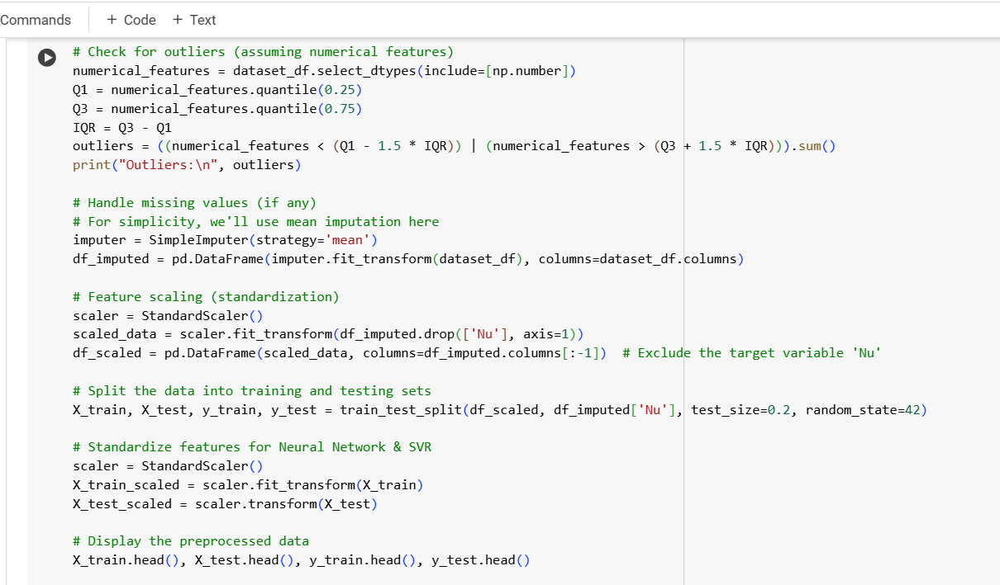 Commands + Code + Text
# Check for outliers (assuming numerical features)
numerical_features = dataset_df.select_dtypes(include=[np.number])
Q1 = numerical_features.quantile(0.25)
Q3 = numerical_features.quantile(0.75)
IQR = Q3 - Q1
outliers = ((numerical_features < (Q1 - 1.5 * IQR)) | (numerical_features > (Q3 + 1.5 * IQR))).sum()
print("Outliers:\n", outliers)
# Handle missing values (if any)
# For simplicity, we'll use mean imputation here
imputer = SimpleImputer(strategy='mean')
df_imputed = pd.DataFrame(imputer.fit_transform(dataset_df), columns=dataset_df.columns)
# Feature scaling (standardization)
scaler = StandardScaler()
scaled_data = scaler.fit_transform(df_imputed.drop(['Nu'], axis=1))
df_scaled = pd.DataFrame(scaled_data, columns=df_imputed.columns[:-1])  # Exclude the target variable 'Nu'
# Split the data into training and testing sets
X_train, X_test, y_train, y_test = train_test_split(df_scaled, df_imputed['Nu'], test_size=0.2, random_state=42)
# Standardize features for Neural Network & SVR
scaler = StandardScaler()
X_train_scaled = scaler.fit_transform(X_train)
X_test_scaled = scaler.transform(X_test)
# Display the preprocessed data
X_train.head(), X_test.head(), y_train.head(), y_test.head()